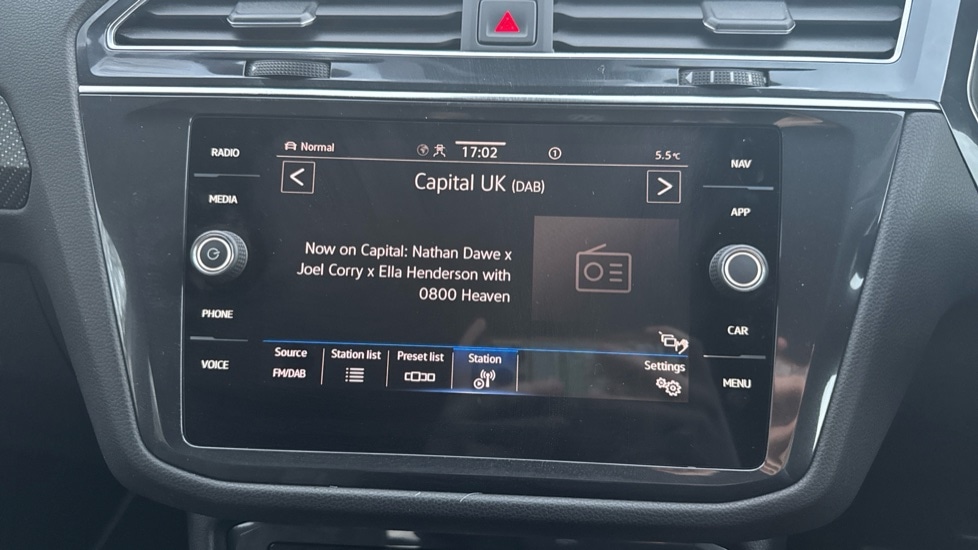 RADIO
MEDIA
PHONE
VOICE
Normal
17:02
1
5.5°C
<
Capital UK (DAB)
>
Now on Capital: Nathan Dawe x
Joel Corry x Ella Henderson with
0800 Heaven
Source
FM/DAB
Station list
Preset list
Station
Settings
NAV
APP
CAR
MENU